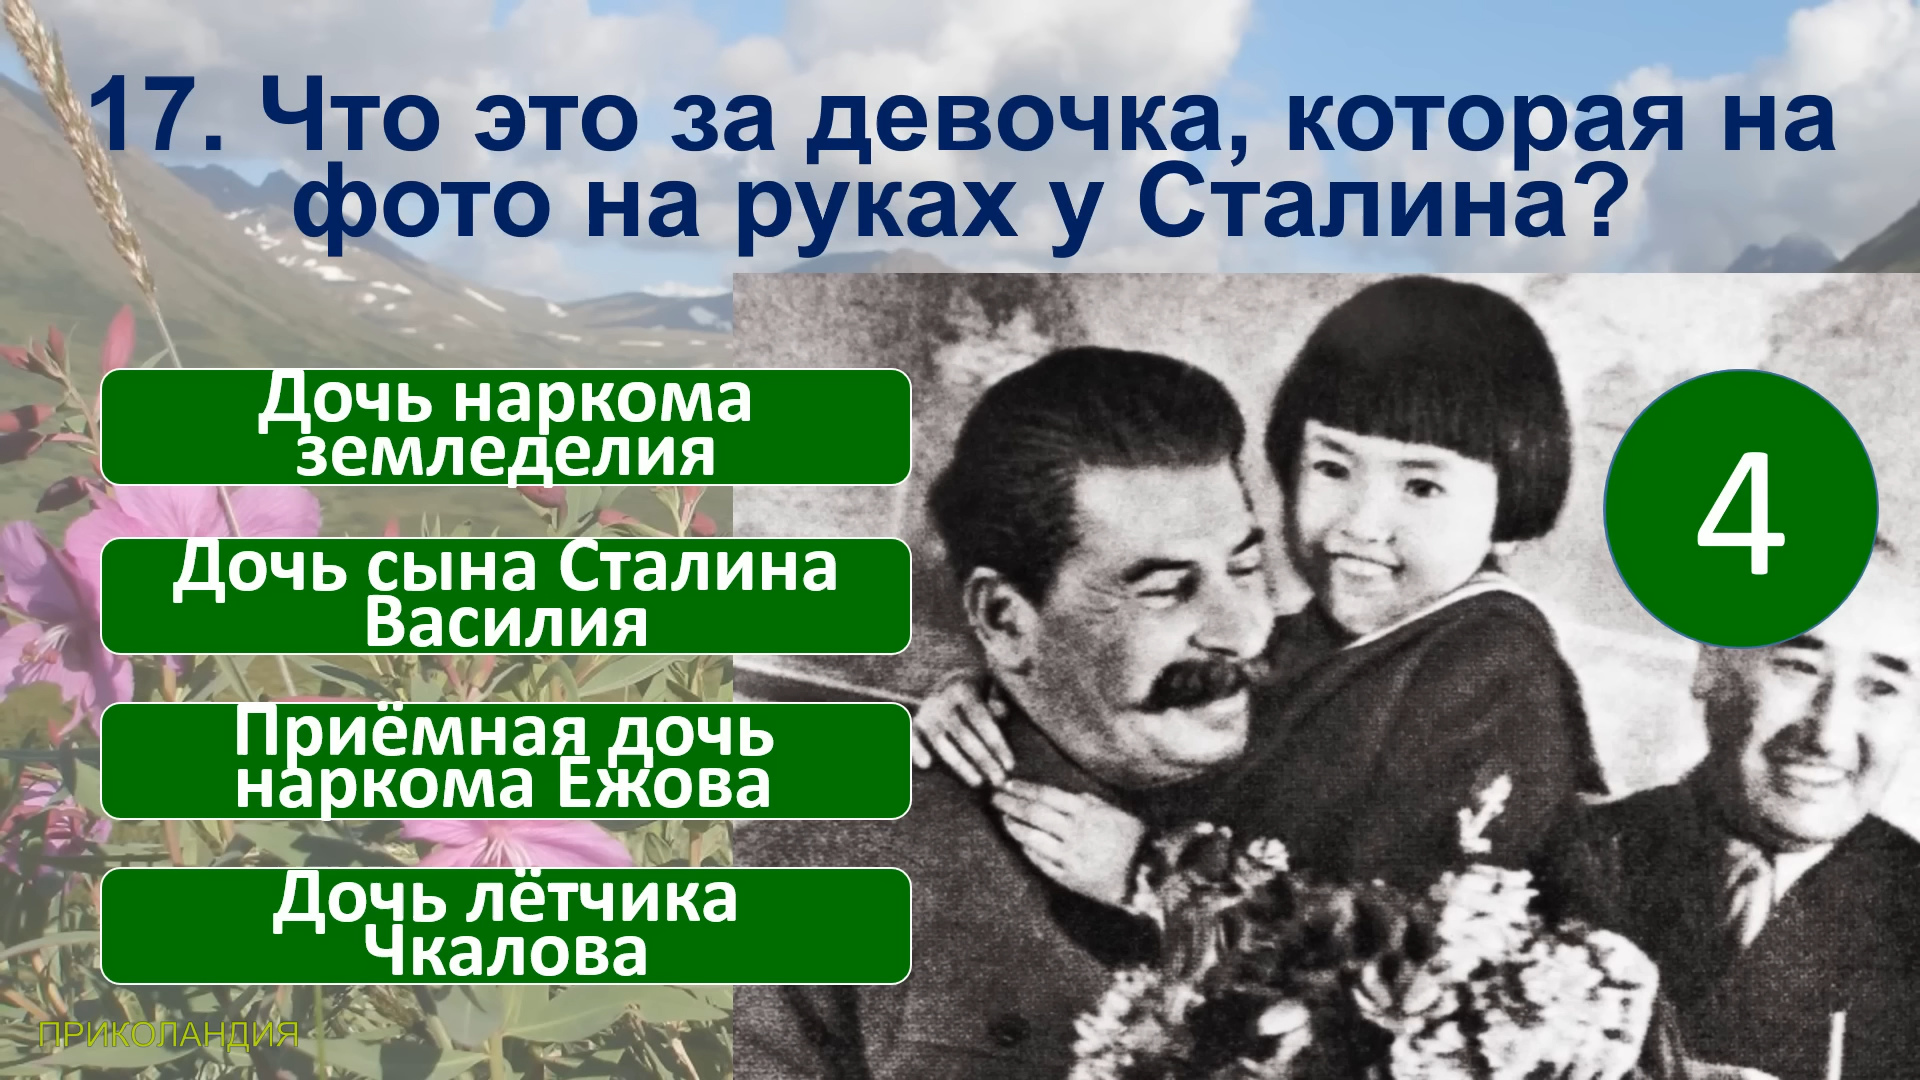 17. Что это за девочка, которая на
фото на руках у Сталина?
Дочь наркома
земледелия
4
Дочь сына Сталина
Василия
Приёмная дочь
наркома Ежова
Дочь лётчика
Чкалова
ПРИКОЛАНДИЯ